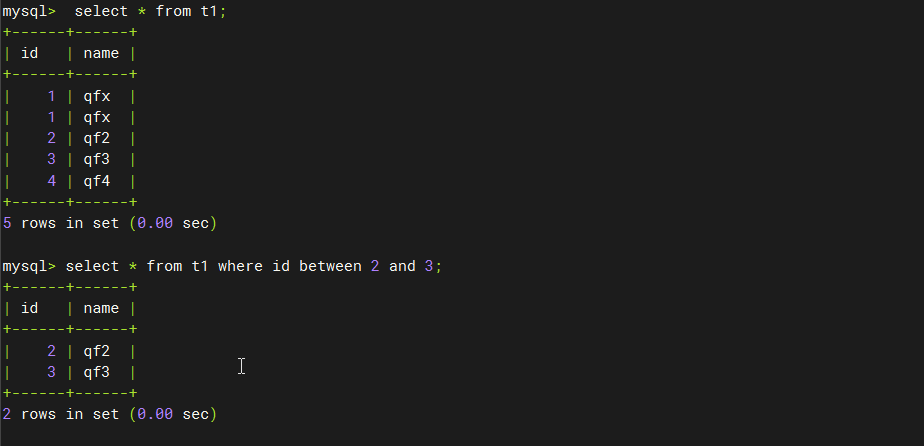 mysql>  select * from t1;
+------+------+
| id   | name |
+------+------+
|    1 | qfx  |
|    1 | qfx  |
|    2 | qf2  |
|    3 | qf3  |
|    4 | qf4  |
+------+------+
5 rows in set (0.00 sec)

mysql> select * from t1 where id between 2 and 3;
+------+------+
| id   | name |
+------+------+
|    2 | qf2  |
|    3 | qf3  |
+------+------+
2 rows in set (0.00 sec)